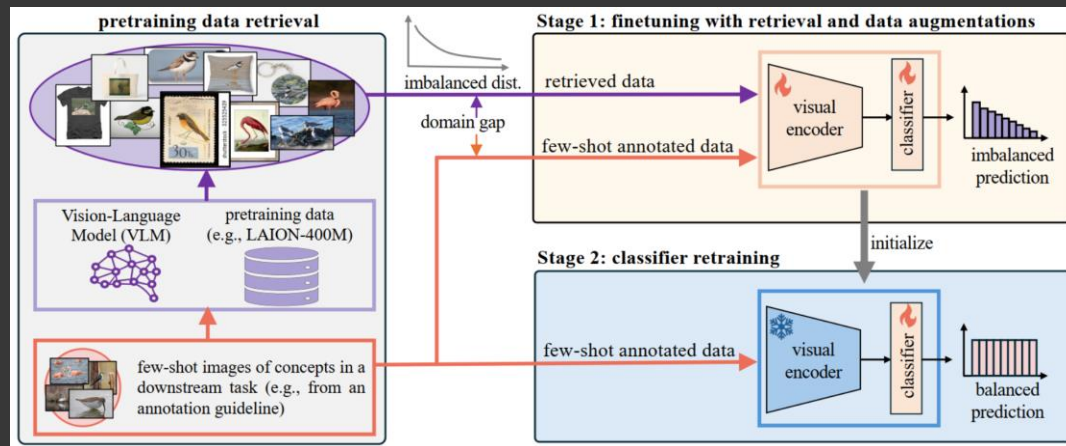 pretraining data retrieval
Vision-Language
Model (VLM)
pretraining data
(e.g., LAION-400M)
few-shot images of concepts in a
downstream task (e.g., from an
annotation guideline)
imbalanced dist.
domain gap
Stage 1: finetuning with retrieval and data augmentations
retrieved data
few-shot annotated data
visual
encoder
classifier
imbalanced
prediction
initialize
Stage 2: classifier retraining
few-shot annotated data
visual
encoder
classifier
balanced
prediction